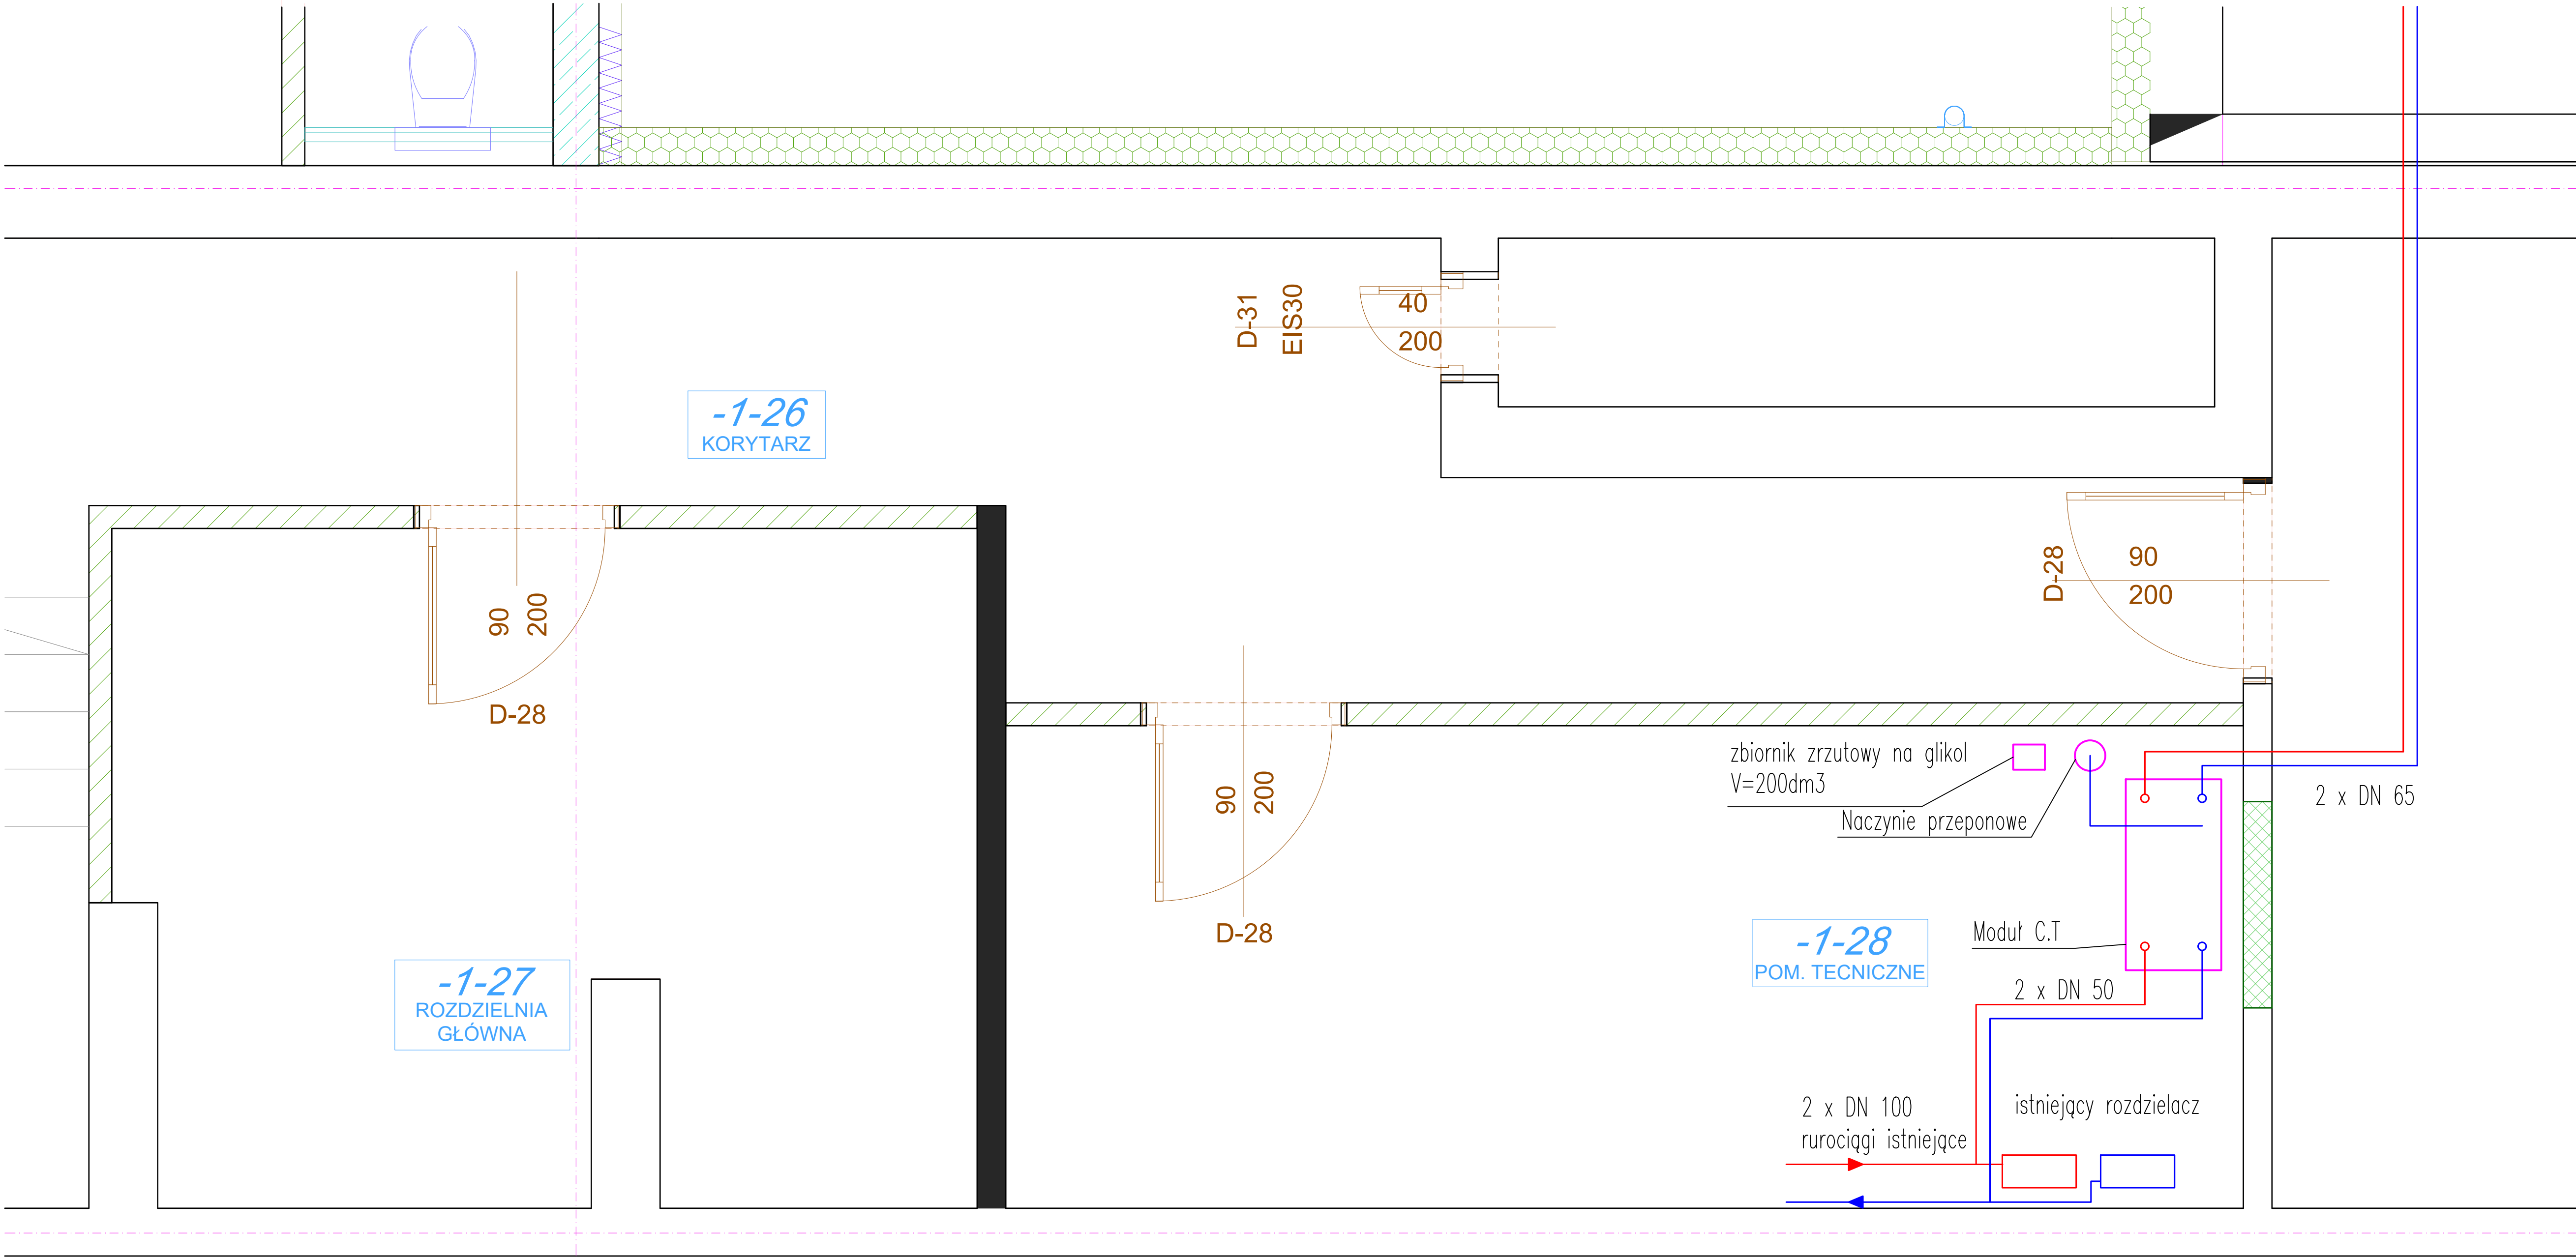 D-31
EIS30
40
200
-1-26
KORYTARZ
90
200
D-28
D-28
90
200
90
200
D-28
zbiornik zrzutowy na glikol
V=200dm3
Naczynie przeponowe
2 x DN 65
-1-28
POM. TECNICZNE
Moduł C.T
2 x DN 50
-1-27
ROZDZIELNIA
GŁÓWNA
2 x DN 100
rurociągi istniejące
istniejący rozdzielacz